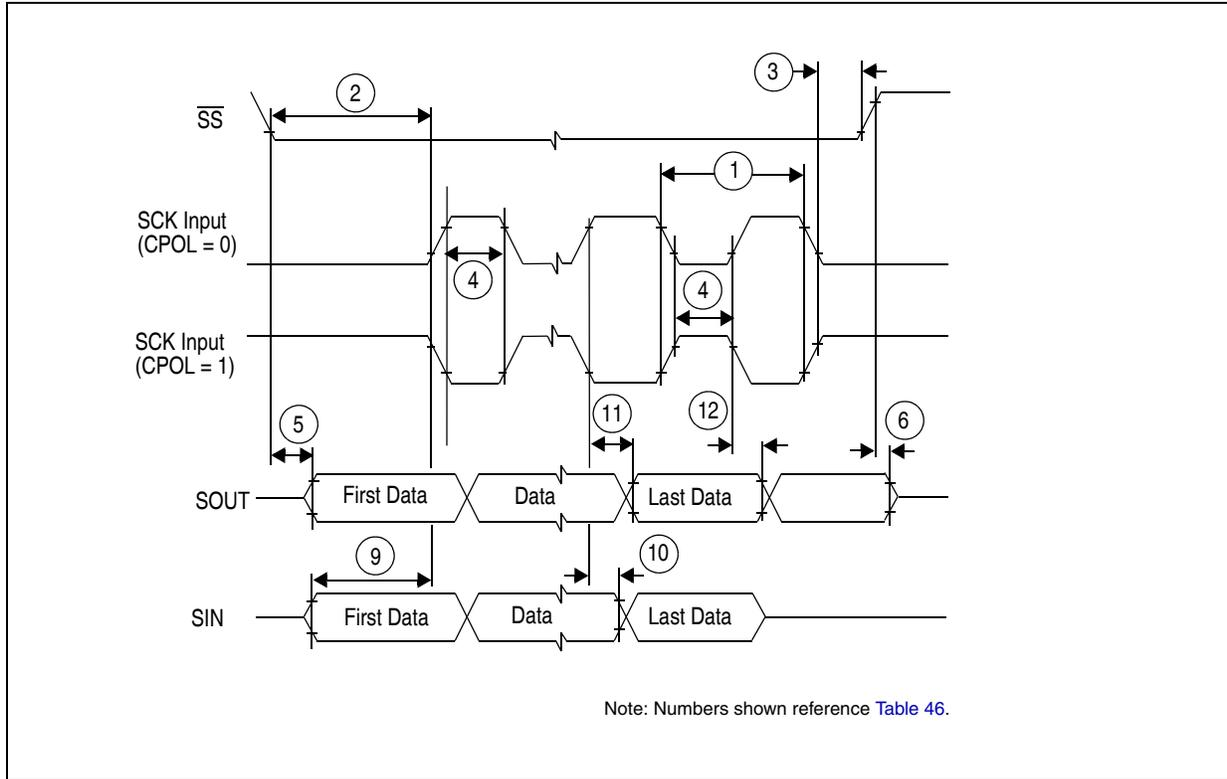 3
2
SS
1
SCK Input
(CPOL = 0)
4
4
SCK Input
(CPOL = 1)
11
12
5
6
SOUT
First Data
Data
Last Data
9
10
SIN
First Data
Data
Last Data
Note: Numbers shown reference Table 46.